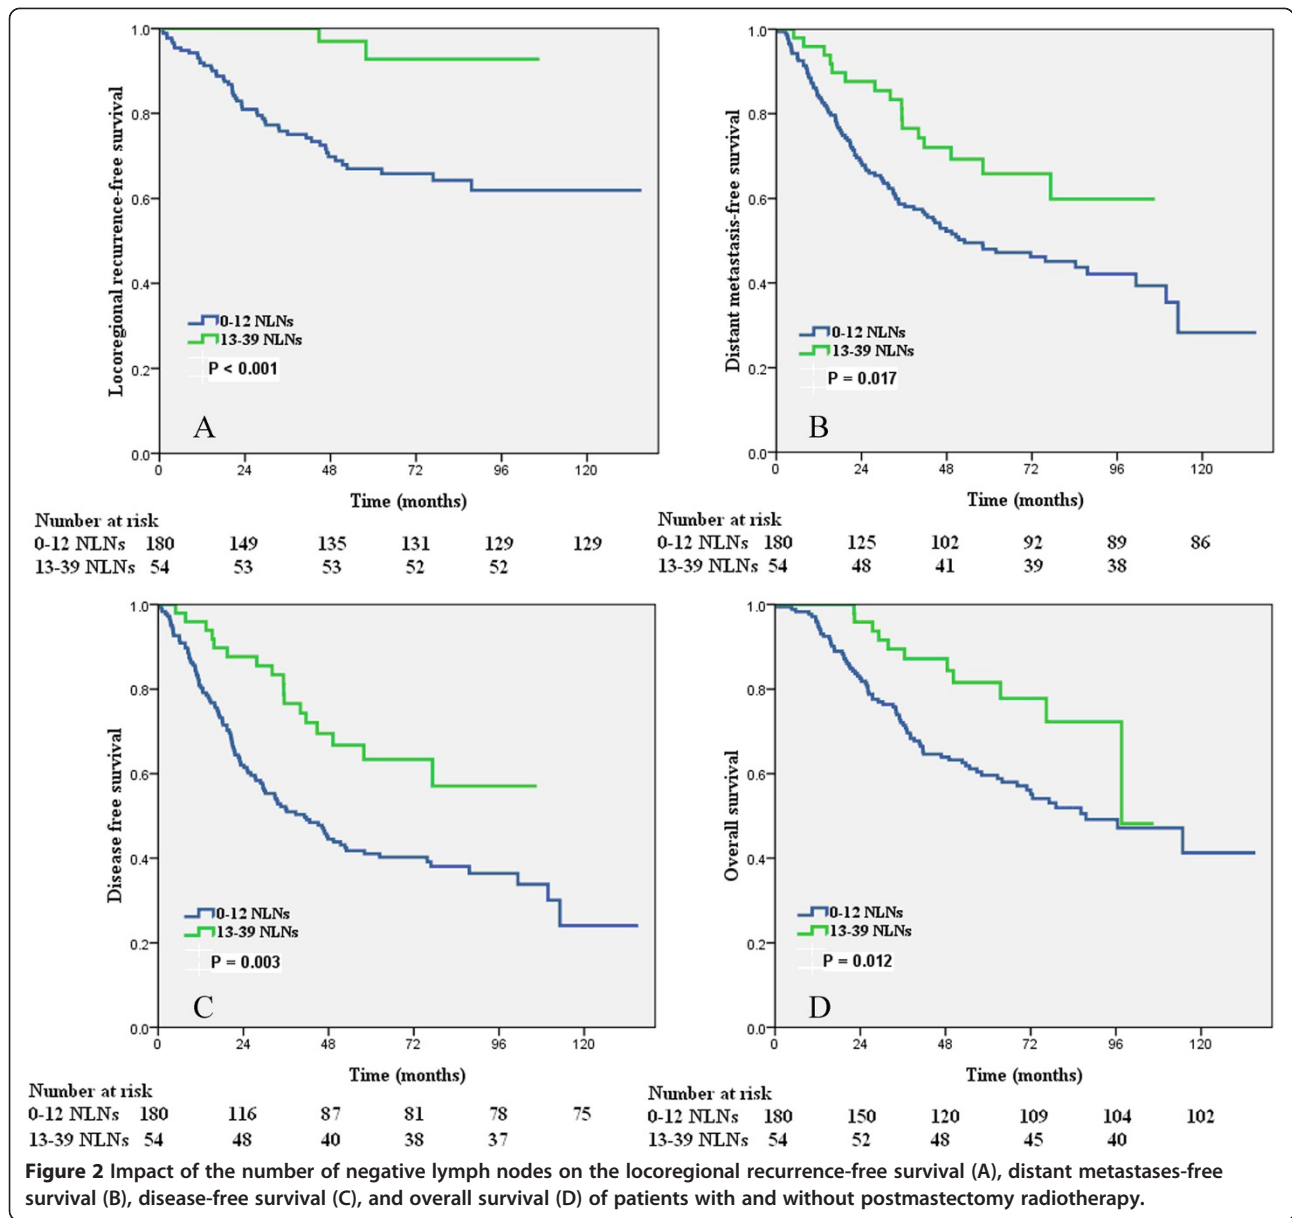 Locoregional recurrence-free survival
1.0
0.8
0.6
0.4
0.2
0.0
0-12 NLNs
13-39 NLNs
P < 0.001
A
0 24 48 72 96 120
Time (months)
Number at risk
0-12 NLNs 180 149 135 131 129 129
13-39 NLNs 54 53 53 52 52
Distant metastasis-free survival
1.0
0.8
0.6
0.4
0.2
0.0
0-12 NLNs
13-39 NLNs
P = 0.017
B
0 24 48 72 96 120
Time (months)
Number at risk
0-12 NLNs 180 125 102 92 89 86
13-39 NLNs 54 48 41 39 38
Disease free survival
1.0
0.8
0.6
0.4
0.2
0.0
0-12 NLNs
13-39 NLNs
P = 0.003
C
0 24 48 72 96 120
Time (months)
Number at risk
0-12 NLNs 180 116 87 81 78 75
13-39 NLNs 54 48 40 38 37
Overall survival
1.0
0.8
0.6
0.4
0.2
0.0
0-12 NLNs
13-39 NLNs
P = 0.012
D
0 24 48 72 96 120
Time (months)
Number at risk
0-12 NLNs 180 150 120 109 104 102
13-39 NLNs 54 52 48 45 40
Figure 2 Impact of the number of negative lymph nodes on the locoregional recurrence-free survival (A), distant metastases-free
survival (B), disease-free survival (C), and overall survival (D) of patients with and without postmastectomy radiotherapy.